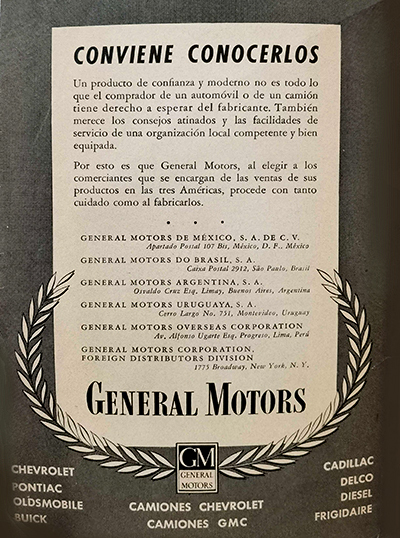 CONVIENE CONOCERLOS
Un producto de confianza y moderno no es todo lo
que el comprador de un automóvil o de un camión
tiene derecho a esperar del fabricante. También
merece los consejos atinados y las facilidades de
servicio de una organización local competente y bien
equipada.
Por esto es que General Motors, al elegir a los
comerciantes que se encargan de las ventas de sus
productos en las tres Américas, procede con tanto
cuidado como al fabricarlos.
GENERAL MOTORS DE MÉXICO, S. A. DE C. V.
Apartado Postal 107 Bis, México, D. F., México
GENERAL MOTORS DO BRASIL, S. A.
Caixa Postal 2912, São Paulo, Brasil
GENERAL MOTORS ARGENTINA, S. A.
Osvaldo Cruz Esq. Limay, Buenos Aires, Argentina
GENERAL MOTORS URUGUAYA, S. A.
Cerro Largo No. 751, Montevideo, Uruguay
GENERAL MOTORS OVERSEAS CORPORATION
Av. Alfonso Ugarte Esq. Progreso, Lima, Perú
GENERAL MOTORS CORPORATION,
FOREIGN DISTRIBUTORS DIVISION
1775 Broadway, New York, N. Y.
GENERAL MOTORS
GM
GENERAL
MOTORS
CHEVROLET
PONTIAC
OLDSMOBILE
BUICK
CAMIONES CHEVROLET
CAMIONES GMC
CADILLAC
DELCO
DIESEL
FRIGIDAIRE